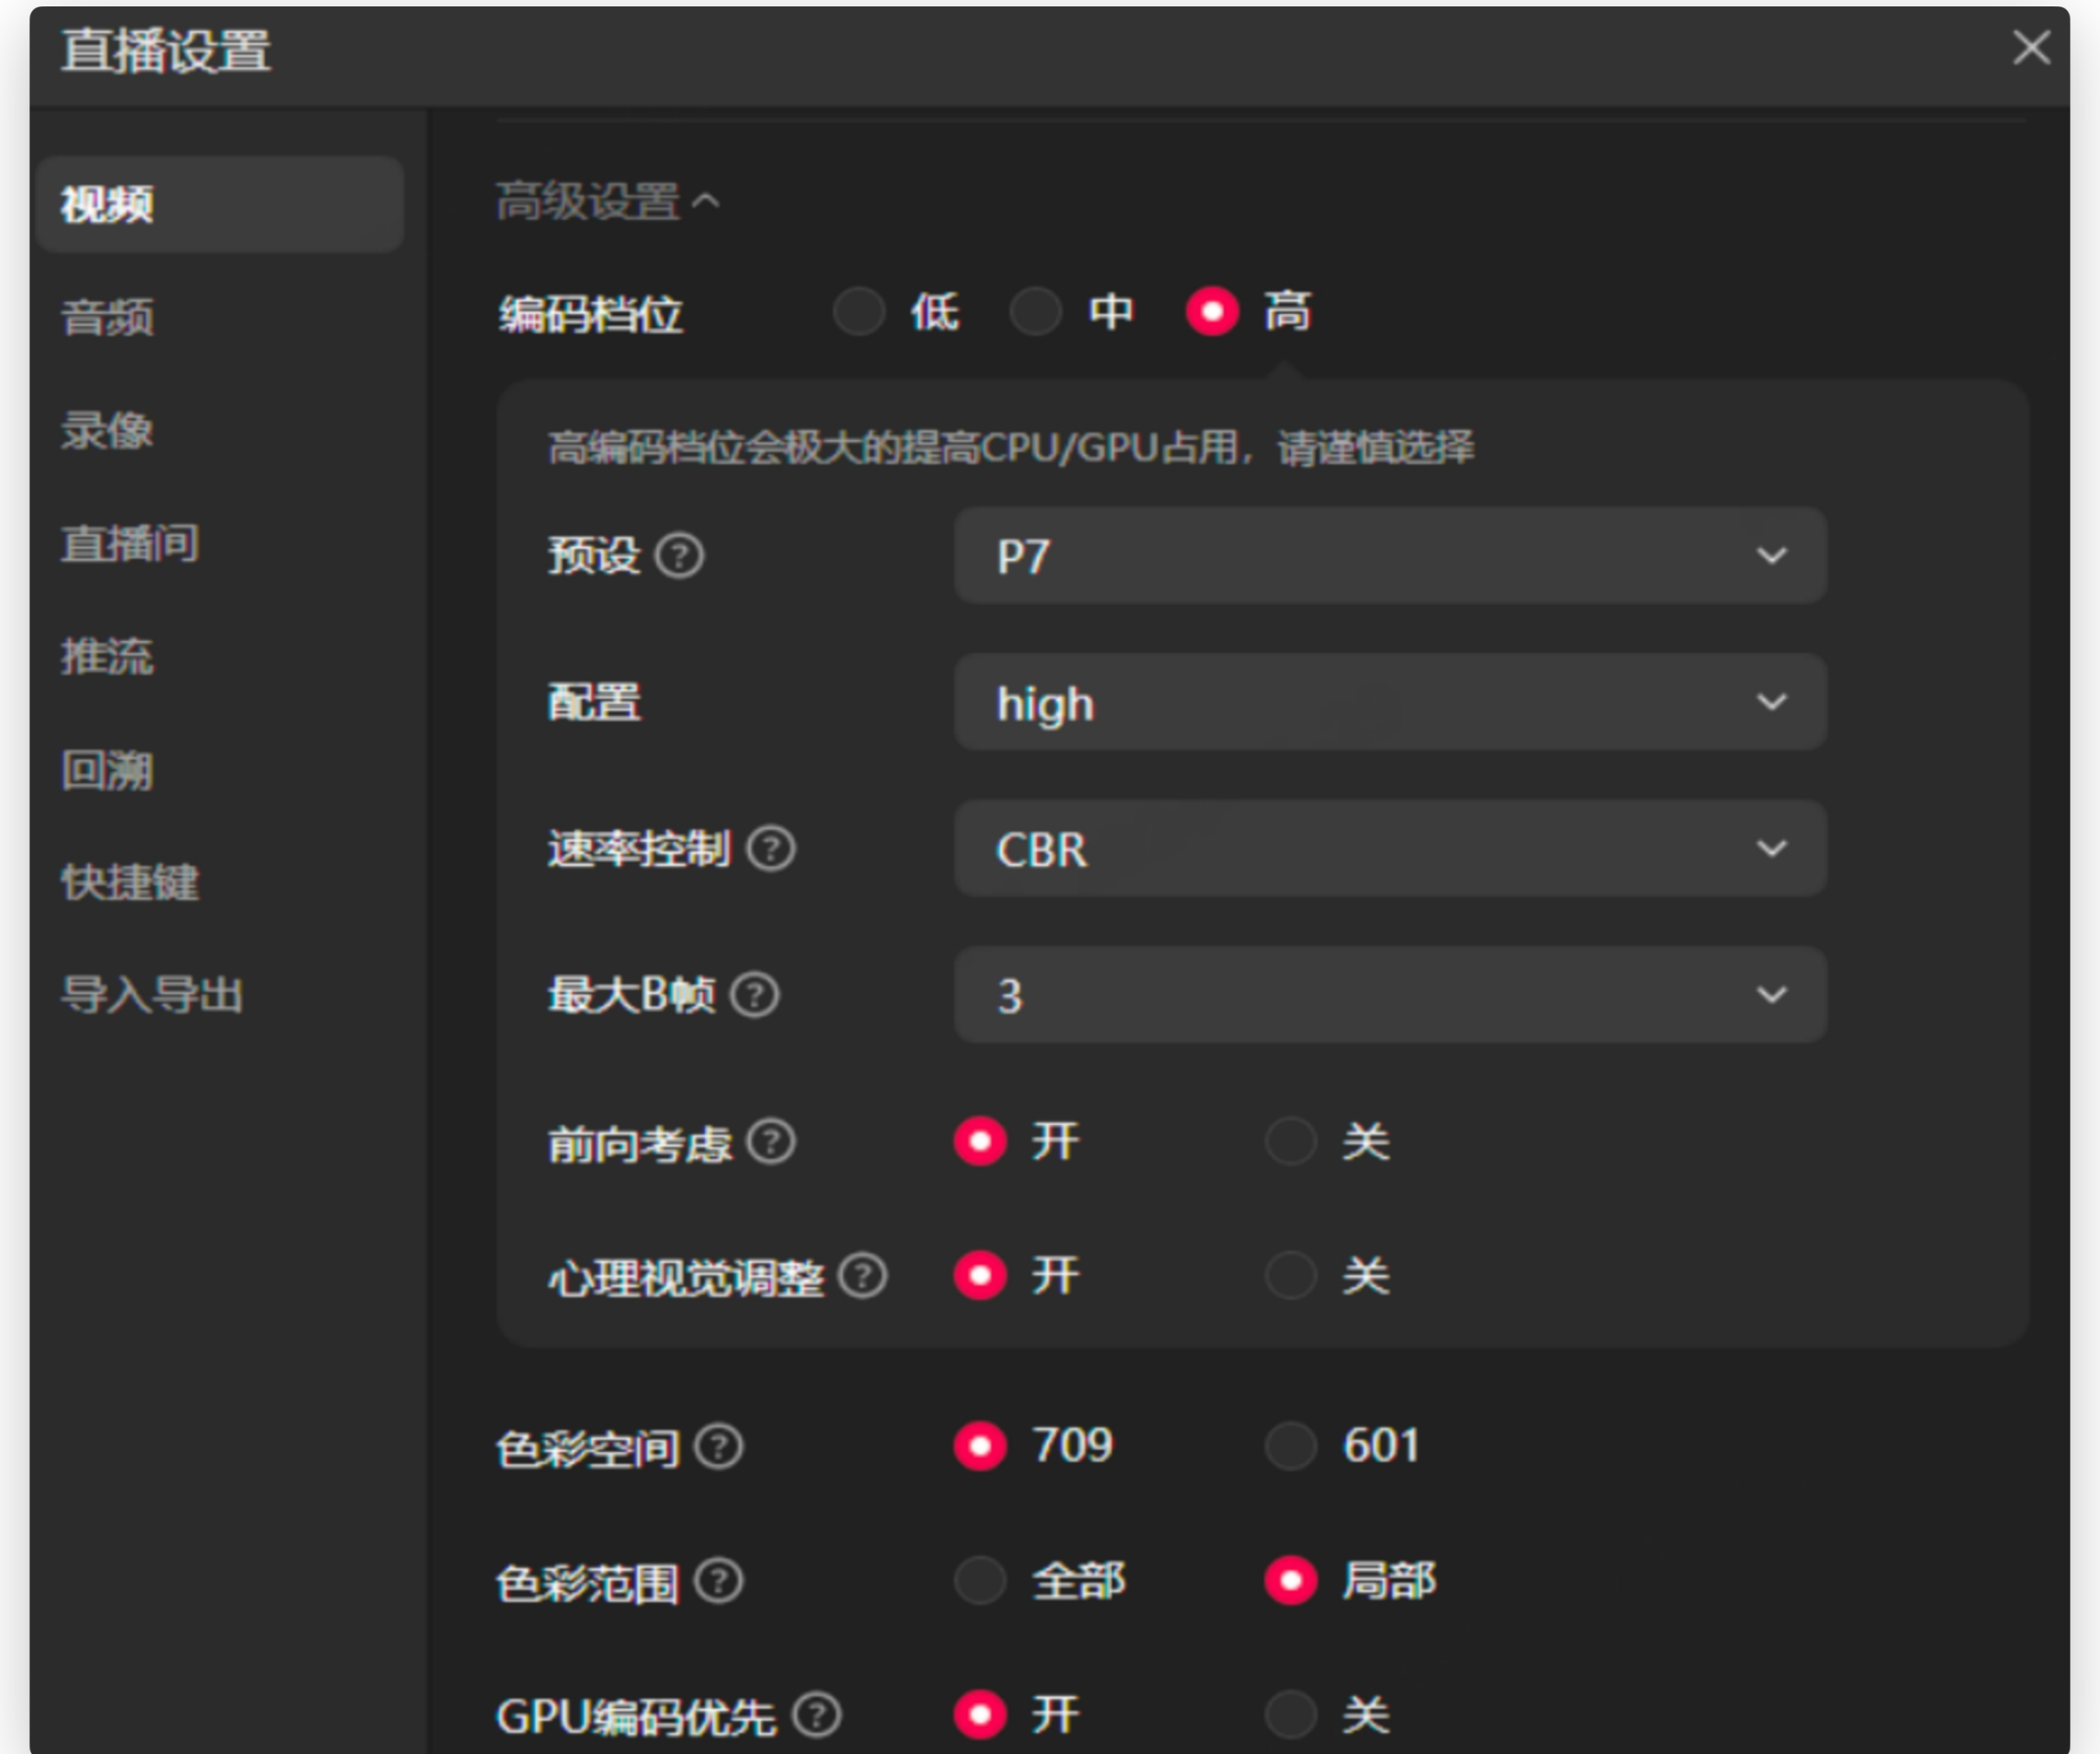 直播设置
视频
音频
录像
直播间
推流
回溯
快捷键
导入导出
高级设置
编码档位 低 中 高
高编码档位会极大的提高CPU/GPU占用，请谨慎选择
预设 P7
配置 high
速率控制 CBR
最大B帧 3
前向考虑 开 关
心理视觉调整 开 关
色彩空间 709 601
色彩范围 全部 局部
GPU编码优先 开 关